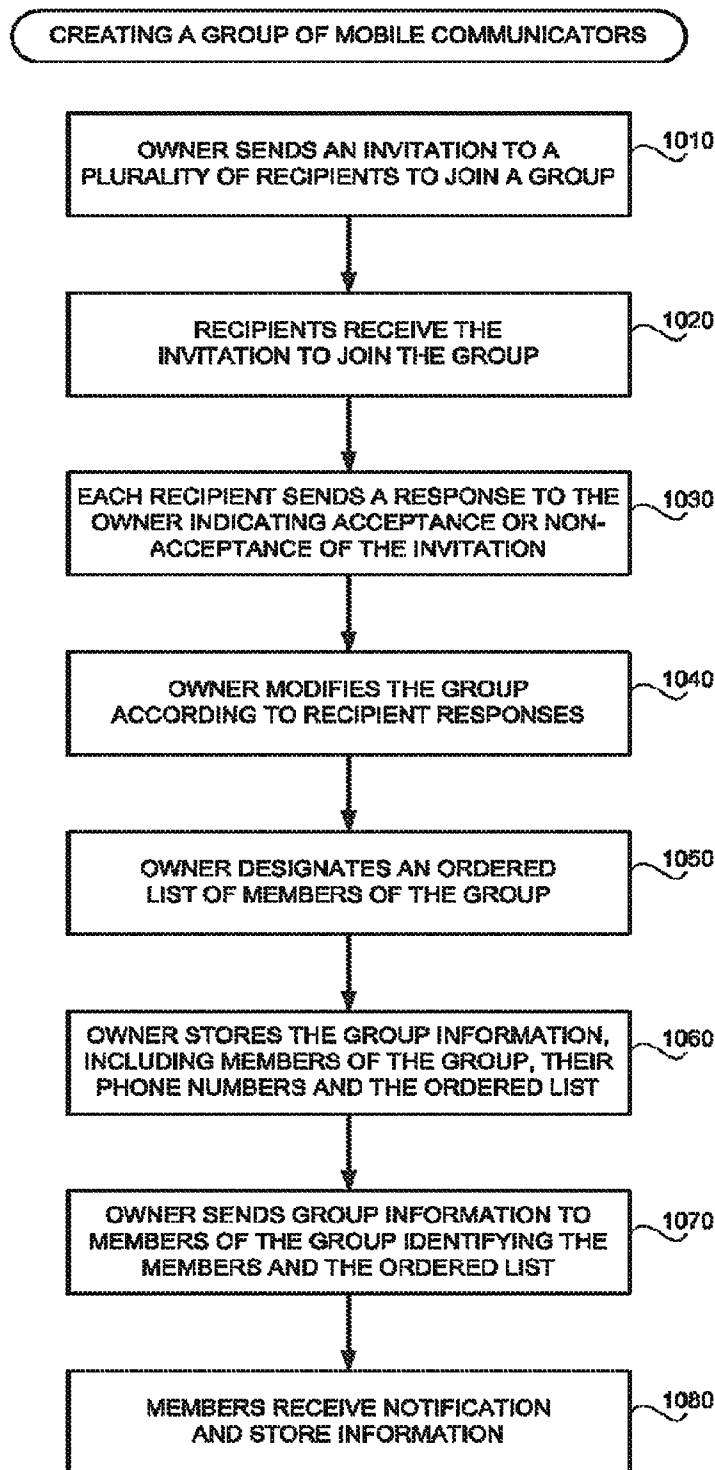 CREATING A GROUP OF MOBILE COMMUNICATORS
OWNER SENDS AN INVITATION TO A
PLURALITY OF RECIPIENTS TO JOIN A GROUP
1010
RECIPIENTS RECEIVE THE
INVITATION TO JOIN THE GROUP
1020
EACH RECIPIENT SENDS A RESPONSE TO THE
OWNER INDICATING ACCEPTANCE OR NON-
ACCEPTANCE OF THE INVITATION
1030
OWNER MODIFIES THE GROUP
ACCORDING TO RECIPIENT RESPONSES
1040
OWNER DESIGNATES AN ORDERED
LIST OF MEMBERS OF THE GROUP
1050
OWNER STORES THE GROUP INFORMATION,
INCLUDING MEMBERS OF THE GROUP, THEIR
PHONE NUMBERS AND THE ORDERED LIST
1060
OWNER SENDS GROUP INFORMATION TO
MEMBERS OF THE GROUP IDENTIFYING THE
MEMBERS AND THE ORDERED LIST
1070
MEMBERS RECEIVE NOTIFICATION
AND STORE INFORMATION
1080